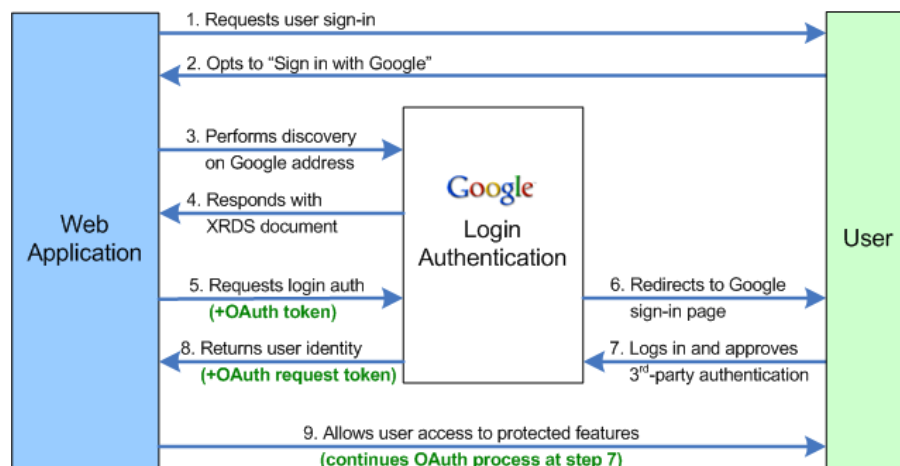 1. Requests user sign-in
2. Opts to “Sign in with Google”
3. Performs discovery
on Google address
Google
4. Responds with
XRDS document
Web
Application
Login
Authentication
User
5. Requests login auth
(+OAuth token)
6. Redirects to Google
sign-in page
8. Returns user identity
(+OAuth request token)
7. Logs in and approves
3rd-party authentication
9. Allows user access to protected features
(continues OAuth process at step 7)